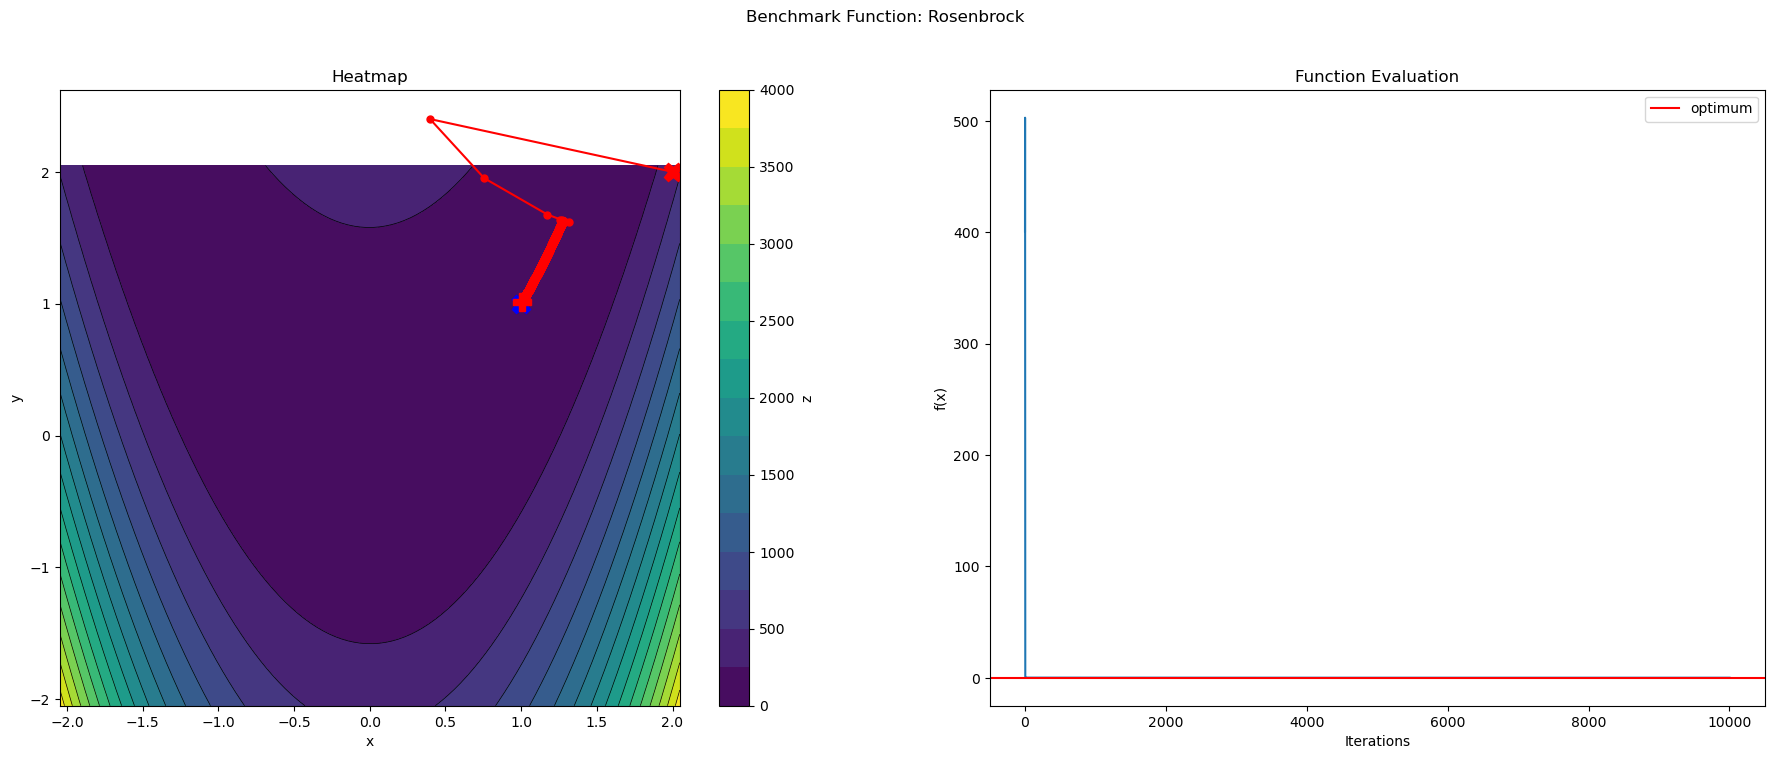 Benchmark Function: Rosenbrock
Heatmap
2
1
0
−1
−2
y
−2.0 −1.5 −1.0 −0.5 0.0 0.5 1.0 1.5 2.0
x
4000
3500
3000
2500
2000
1500
1000
500
0
z
Function Evaluation
optimum
500
400
300
200
100
0
f(x)
0 2000 4000 6000 8000 10000
Iterations